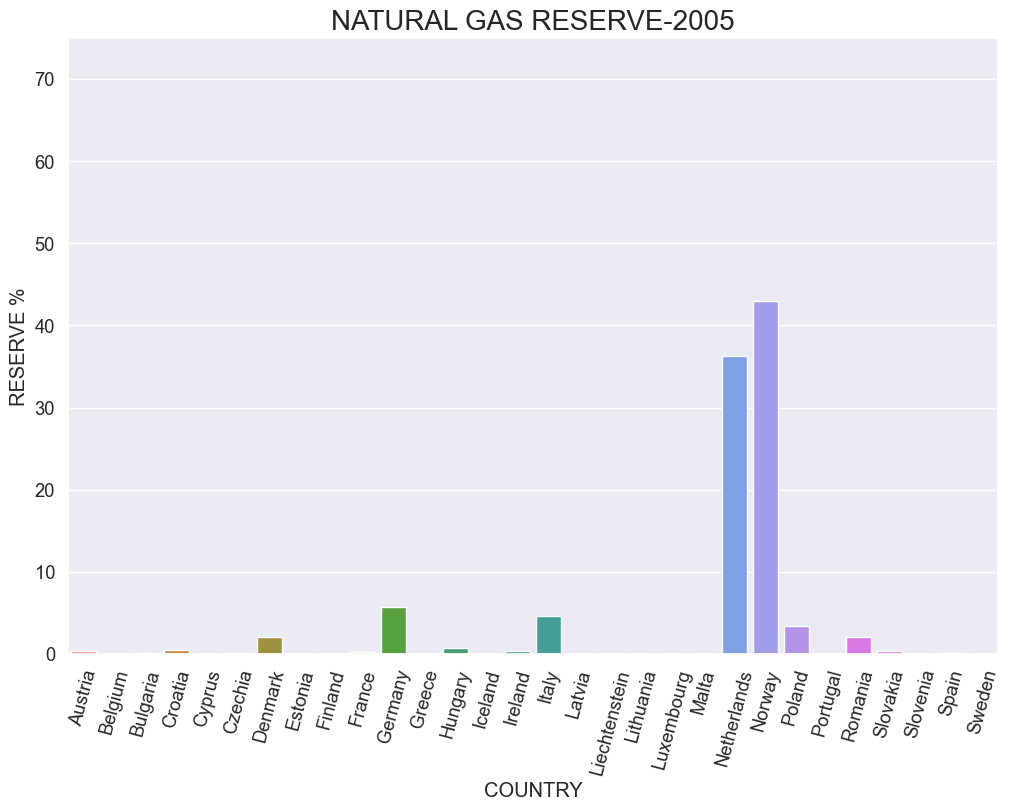 NATURAL GAS RESERVE-2005
RESERVE %
70
60
50
40
30
20
10
0
Austria
Belgium
Bulgaria
Croatia
Cyprus
Czechia
Denmark
Estonia
Finland
France
Germany
Greece
Hungary
Iceland
Ireland
Italy
Latvia
Liechtenstein
Lithuania
Luxembourg
Malta
Netherlands
Norway
Poland
Portugal
Romania
Slovakia
Slovenia
Spain
Sweden
COUNTRY